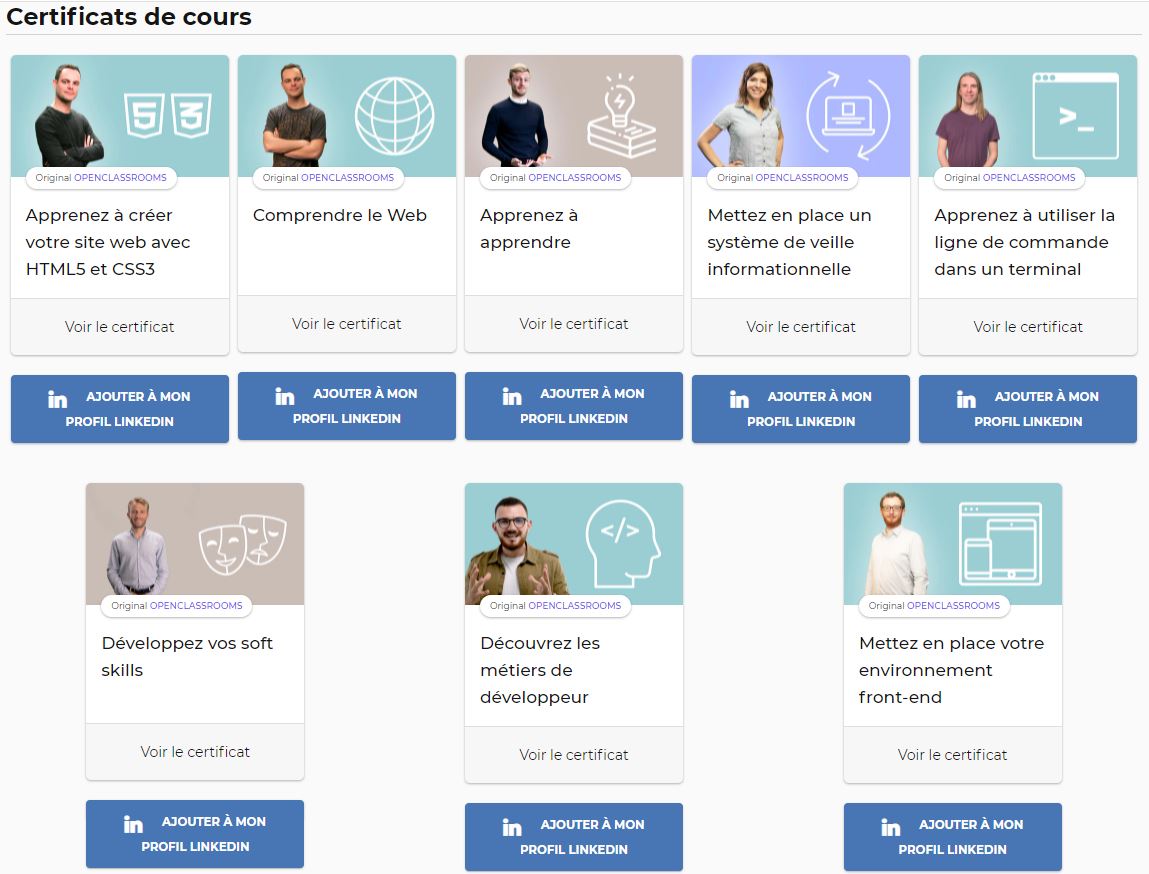 Certificats de cours
5 3
>_
Original OPENCLASSROOMS
Apprenez à créer
votre site web avec
HTML5 et CSS3
Voir le certificat
in AJOUTER À MON
PROFIL LINKEDIN
Original OPENCLASSROOMS
Comprendre le Web
Voir le certificat
in AJOUTER À MON
PROFIL LINKEDIN
Original OPENCLASSROOMS
Apprenez à
apprendre
Voir le certificat
in AJOUTER À MON
PROFIL LINKEDIN
Original OPENCLASSROOMS
Mettez en place un
système de veille
informationnelle
Voir le certificat
in AJOUTER À MON
PROFIL LINKEDIN
Original OPENCLASSROOMS
Apprenez à utiliser la
ligne de commande
dans un terminal
Voir le certificat
in AJOUTER À MON
PROFIL LINKEDIN
Original OPENCLASSROOMS
Développez vos soft
skills
Voir le certificat
in AJOUTER À MON
PROFIL LINKEDIN
</>
Original OPENCLASSROOMS
Découvrez les
métiers de
développeur
Voir le certificat
in AJOUTER À MON
PROFIL LINKEDIN
Original OPENCLASSROOMS
Mettez en place votre
environnement
front-end
Voir le certificat
in AJOUTER À MON
PROFIL LINKEDIN